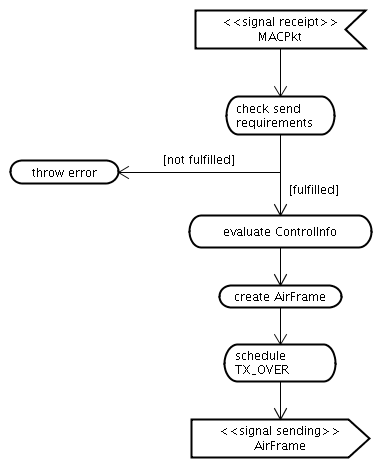 <<signal receipt>>
MACPkt
check send
requirements
[not fulfilled]
throw error
[fulfilled]
evaluate ControlInfo
create AirFrame
schedule
TX_OVER
<<signal sending>>
AirFrame